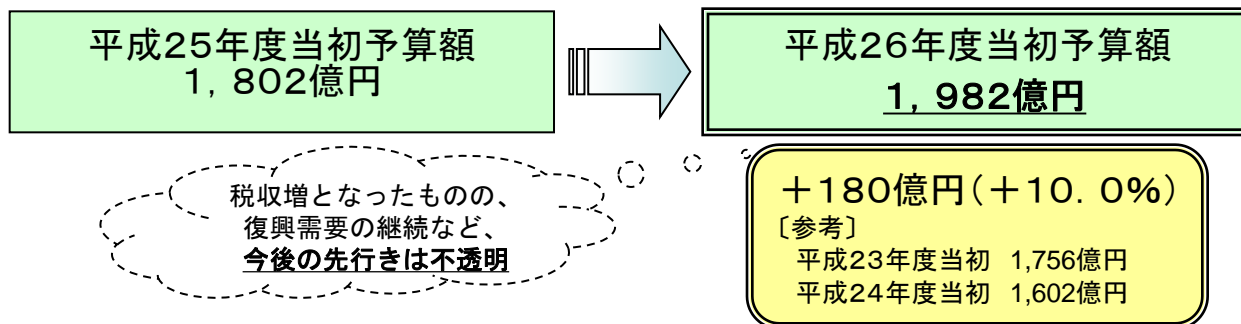 平成25年度当初予算額
1,802億円
平成26年度当初予算額
1,982億円
税収増となったものの、
復興需要の継続など、
今後の先行きは不透明
+180億円(+10.0%)
〔参考〕
平成23年度当初 1,756億円
平成24年度当初 1,602億円